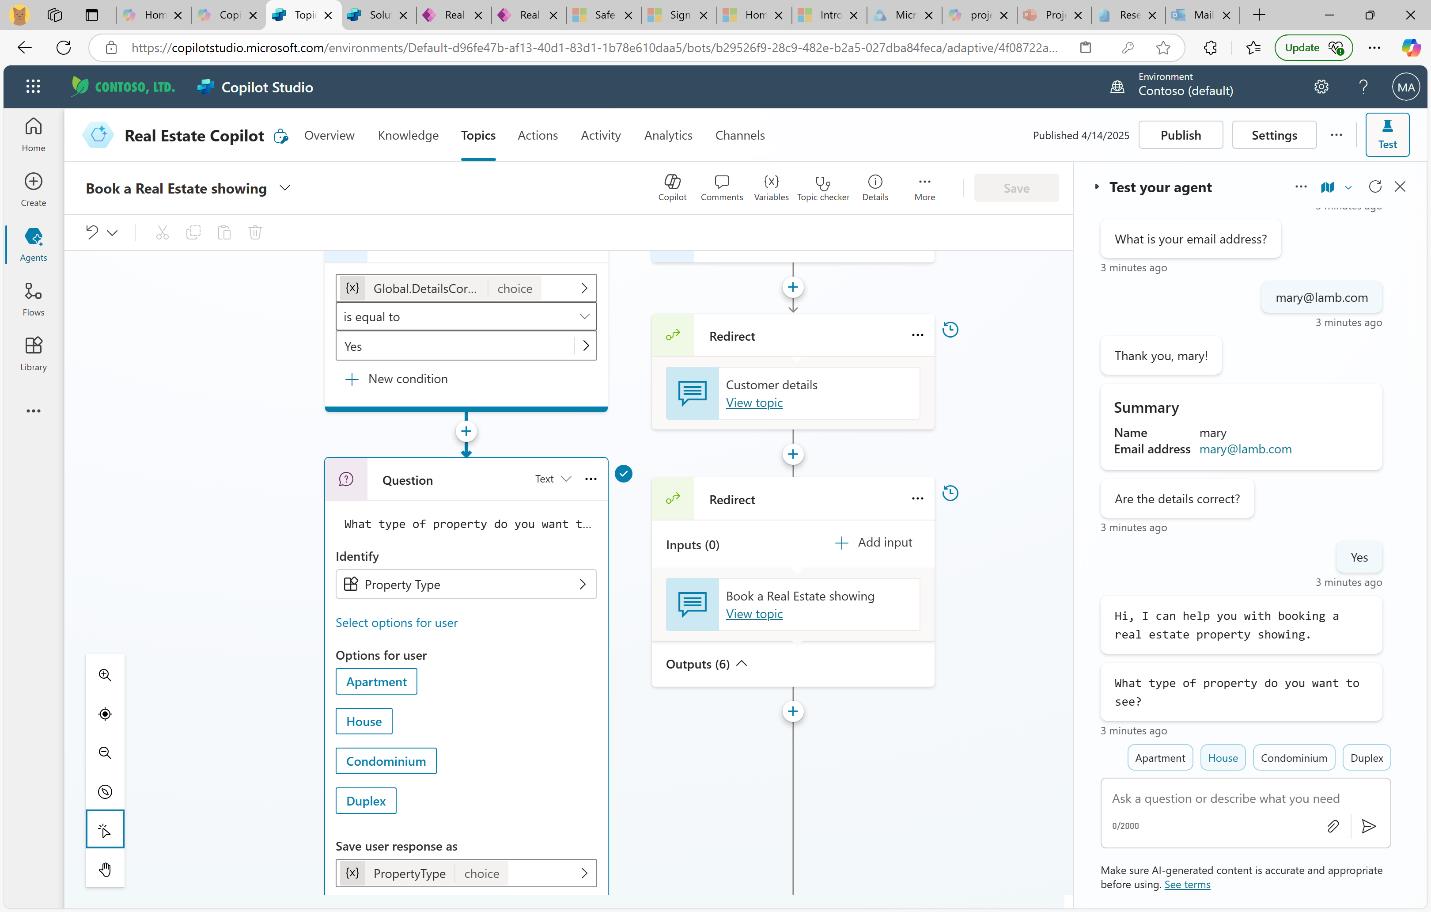 Hom
Copi
Topi
Solu
Real
Real
Safe
Sign
Hom
Intro
Micr
proje
Proje
Rese
Mail
https://copilotstudio.microsoft.com/environments/Default-d96fe47b-af13-40d1-83d1-1b78e610daa5/bots/b29526f9-28c9-482e-b2a5-027dba84feca/adaptive/4f08722a...
Update
CONTOSO, LTD.
Copilot Studio
Environment
Contoso (default)
MA
Home
Create
Agents
Flows
Library
Real Estate Copilot
Overview
Knowledge
Topics
Actions
Activity
Analytics
Channels
Published 4/14/2025
Publish
Settings
Test
Book a Real Estate showing
Copilot
Comments
Variables
Topic checker
Details
More
Save
{x} Global.DetailsCor... choice
is equal to
Yes
New condition
Question
Text
What type of property do you want t...
Identify
Property Type
Select options for user
Options for user
Apartment
House
Condominium
Duplex
Save user response as
{x} PropertyType choice
Redirect
Customer details
View topic
Redirect
Inputs (0)
Add input
Book a Real Estate showing
View topic
Outputs (6)
Test your agent
3 minutes ago
What is your email address?
3 minutes ago
mary@lamb.com
3 minutes ago
Thank you, mary!
Summary
Name mary
Email address mary@lamb.com
Are the details correct?
3 minutes ago
Yes
3 minutes ago
Hi, I can help you with booking a
real estate property showing.
What type of property do you want to
see?
3 minutes ago
Apartment
House
Condominium
Duplex
Ask a question or describe what you need
0/2000
Make sure AI-generated content is accurate and appropriate
before using. See terms